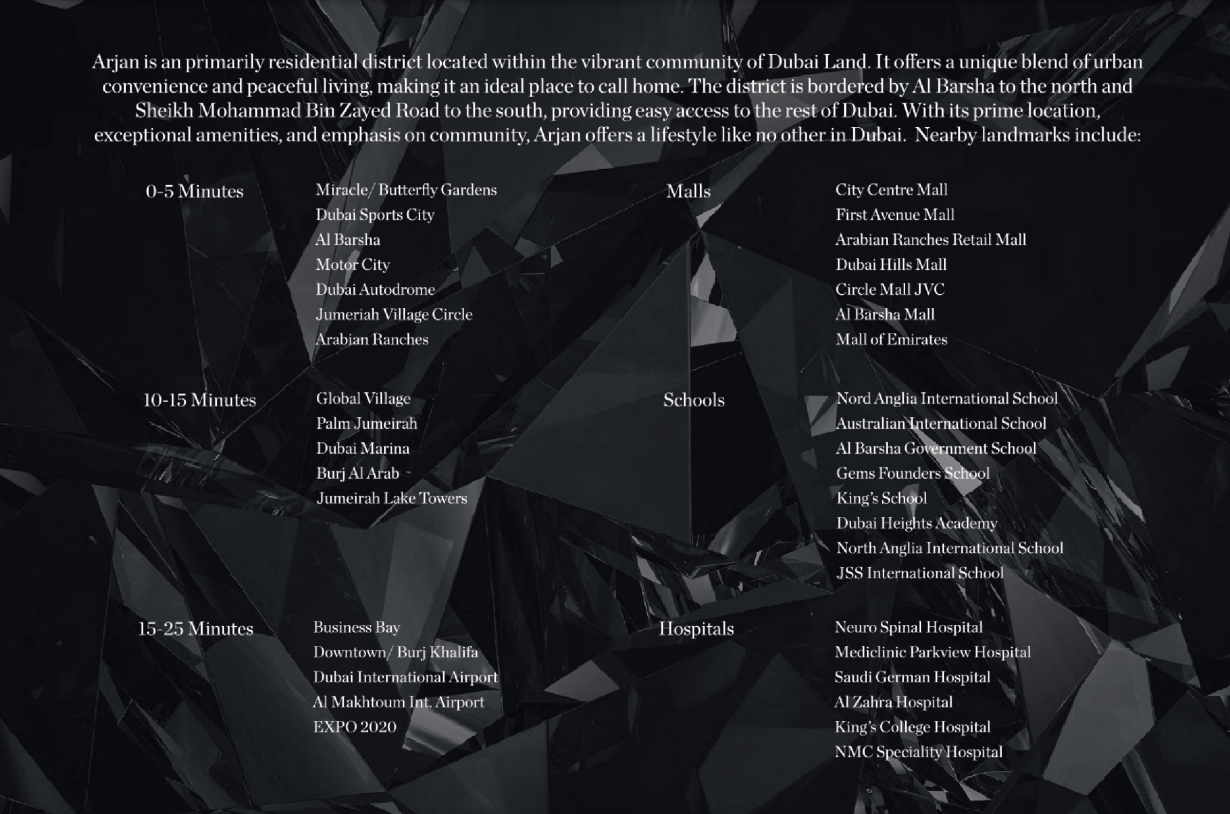 Arjan is an primarily residential district located within the vibrant community of Dubai Land. It offers a unique blend of urban
convenience and peaceful living, making it an ideal place to call home. The district is bordered by Al Barsha to the north and
Sheikh Mohammad Bin Zayed Road to the south, providing easy access to the rest of Dubai. With its prime location,
exceptional amenities, and emphasis on community, Arjan offers a lifestyle like no other in Dubai. Nearby landmarks include:
0-5 Minutes
Miracle/ Butterfly Gardens
Dubai Sports City
Al Barsha
Motor City
Dubai Autodrome
Jumeriah Village Circle
Arabian Ranches
Malls
City Centre Mall
First Avenue Mall
Arabian Ranches Retail Mall
Dubai Hills Mall
Circle Mall JVC
Al Barsha Mall
Mall of Emirates
10-15 Minutes
Global Village
Palm Jumeirah
Dubai Marina
Burj Al Arab
Jumeirah Lake Towers
Schools
Nord Anglia International School
Australian International School
Al Barsha Government School
Gems Founders School
King's School
Dubai Heights Academy
North Anglia International School
JSS International School
15-25 Minutes
Business Bay
Downtown/ Burj Khalifa
Dubai International Airport
Al Makhtoum Int. Airport
EXPO 2020
Hospitals
Neuro Spinal Hospital
Mediclinic Parkview Hospital
Saudi German Hospital
Al Zahra Hospital
King's College Hospital
NMC Speciality Hospital